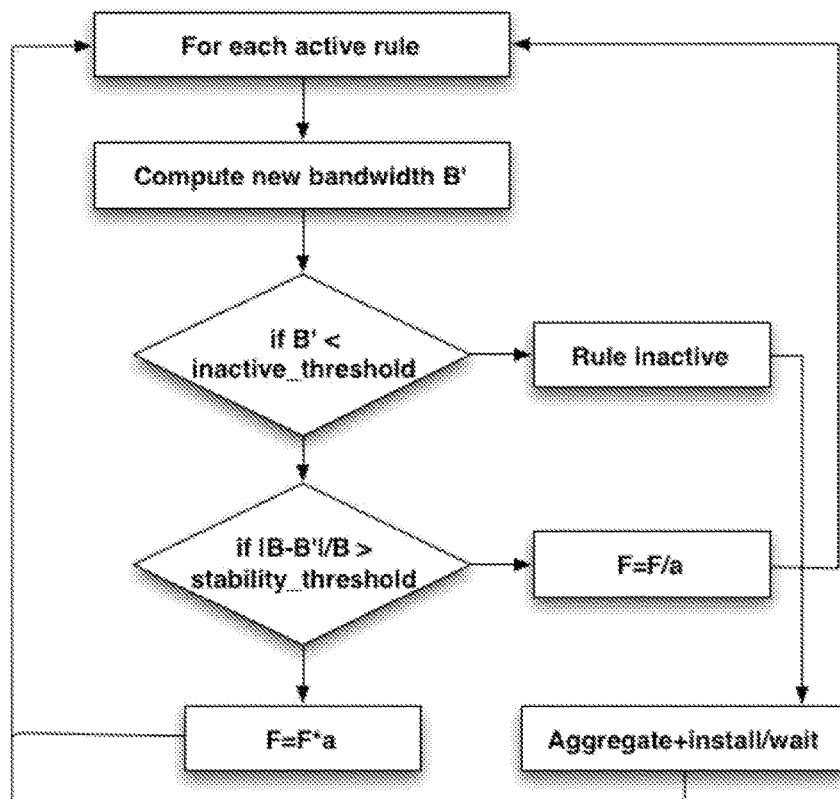 For each active rule
Compute new bandwidth B'
if B' <
inactive_threshold
Rule inactive
if |B-B'|/B >
stability_threshold
F=F/a
F=F*a
Aggregate+install/wait